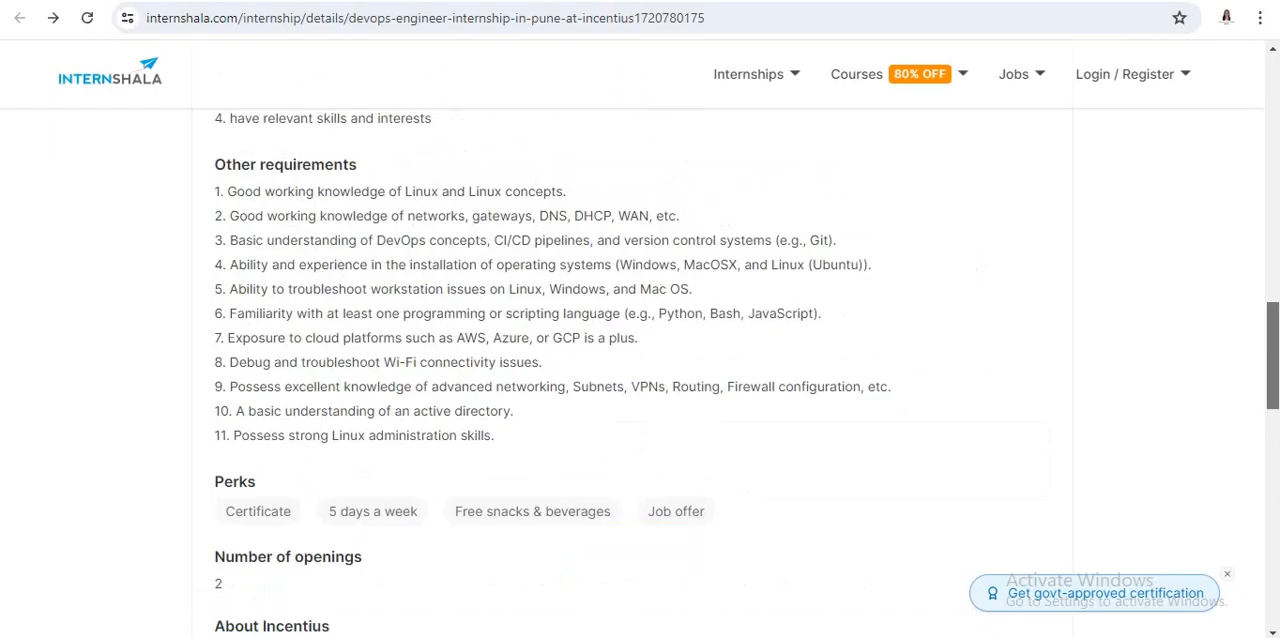 internshala.com/internship/details/devops-engineer-internship-in-pune-at-incentius1720780175
INTERNSHALA
Internships
Courses 80% OFF
Jobs
Login / Register
4. have relevant skills and interests
Other requirements
1. Good working knowledge of Linux and Linux concepts.
2. Good working knowledge of networks, gateways, DNS, DHCP, WAN, etc.
3. Basic understanding of DevOps concepts, CI/CD pipelines, and version control systems (e.g., Git).
4. Ability and experience in the installation of operating systems (Windows, MacOSX, and Linux (Ubuntu)).
5. Ability to troubleshoot workstation issues on Linux, Windows, and Mac OS.
6. Familiarity with at least one programming or scripting language (e.g., Python, Bash, JavaScript).
7. Exposure to cloud platforms such as AWS, Azure, or GCP is a plus.
8. Debug and troubleshoot Wi-Fi connectivity issues.
9. Possess excellent knowledge of advanced networking, Subnets, VPNs, Routing, Firewall configuration, etc.
10. A basic understanding of an active directory.
11. Possess strong Linux administration skills.
Perks
Certificate
5 days a week
Free snacks & beverages
Job offer
Number of openings
2
Activate Windows
Get govt-approved certification
Go to Settings to activate Windows.
About Incentius